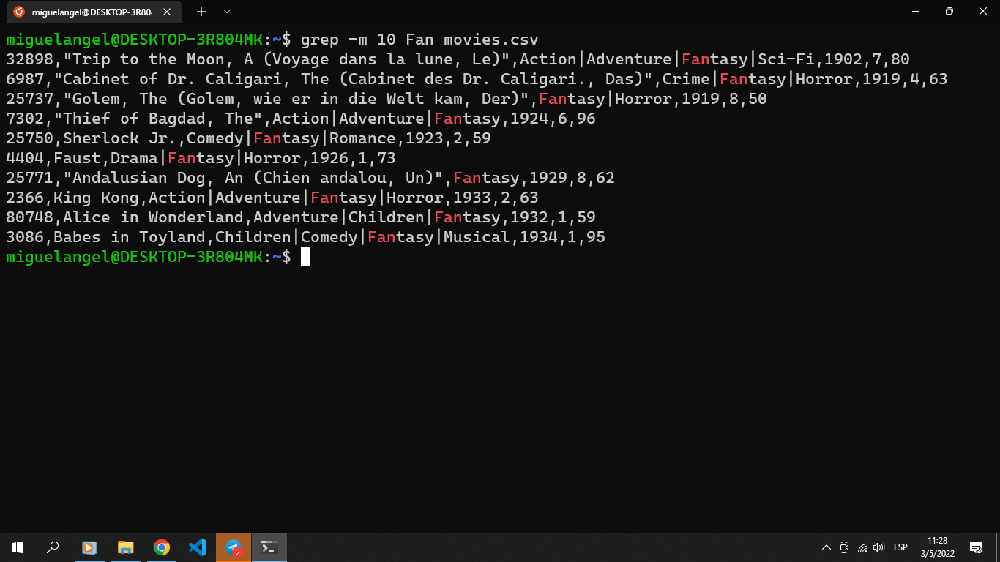 miguelangel@DESKTOP-3R804
miguelangel@DESKTOP-3R804MK:~$ grep -m 10 Fan movies.csv
32898,"Trip to the Moon, A (Voyage dans la lune, Le)",Action|Adventure|Fantasy|Sci-Fi,1902,7,80
6987,"Cabinet of Dr. Caligari, The (Cabinet des Dr. Caligari., Das)",Crime|Fantasy|Horror,1919,4,63
25737,"Golem, The (Golem, wie er in die Welt kam, Der)",Fantasy|Horror,1919,8,50
7302,"Thief of Bagdad, The",Action|Adventure|Fantasy,1924,6,96
25750,Sherlock Jr.,Comedy|Fantasy|Romance,1923,2,59
4404,Faust,Drama|Fantasy|Horror,1926,1,73
25771,"Andalusian Dog, An (Chien andalou, Un)",Fantasy,1929,8,62
2366,King Kong,Action|Adventure|Fantasy|Horror,1933,2,63
80748,Alice in Wonderland,Adventure|Children|Fantasy,1932,1,59
3086,Babes in Toyland,Children|Comedy|Fantasy|Musical,1934,1,95
miguelangel@DESKTOP-3R804MK:~$
2
ESP
11:28
3/5/2022